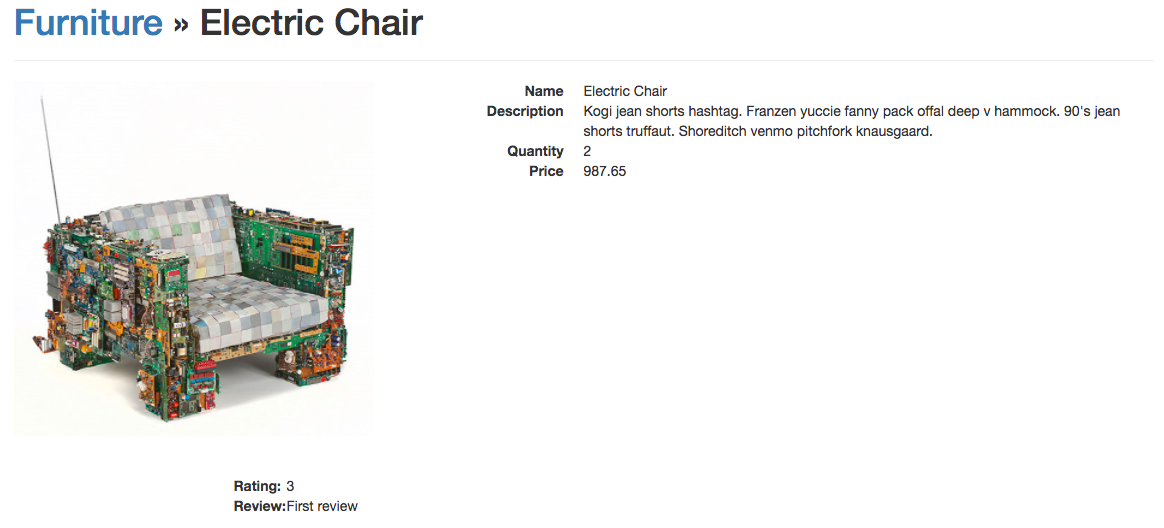 Furniture » Electric Chair
Name Electric Chair
Description Kogi jean shorts hashtag. Franzen yuccie fanny pack offal deep v hammock. 90's jean
shorts truffaut. Shoreditch venmo pitchfork knausgaard.
Quantity 2
Price 987.65
Rating: 3
Review:First review